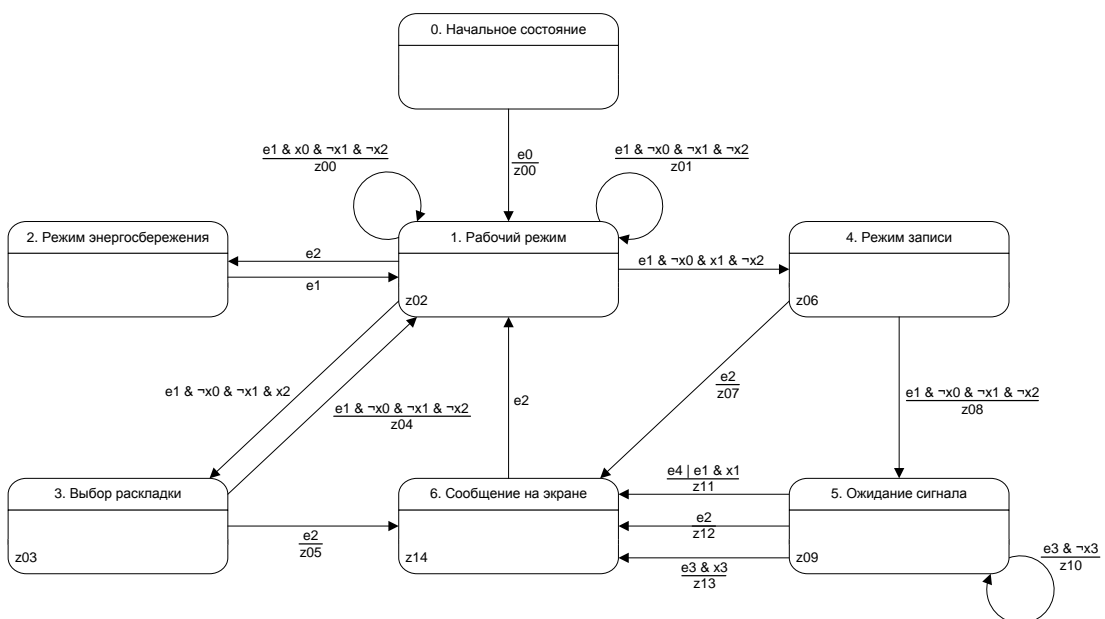 0. Начальное состояние
e1 & x0 & ¬x1 & ¬x2
z00
e0
z00
e1 & ¬x0 & ¬x1 & ¬x2
z01
2. Режим энергосбережения
1. Рабочий режим
4. Режим записи
e2
e1
e1 & ¬x0 & x1 & ¬x2
z02
z06
e1 & ¬x0 & ¬x1 & x2
e1 & ¬x0 & ¬x1 & ¬x2
z04
e2
e2
z07
e1 & ¬x0 & ¬x1 & ¬x2
z08
3. Выбор раскладки
6. Сообщение на экране
5. Ожидание сигнала
e4 | e1 & x1
z11
e2
z05
e2
z12
z03
z14
z09
e3 & x3
z13
e3 & ¬x3
z10